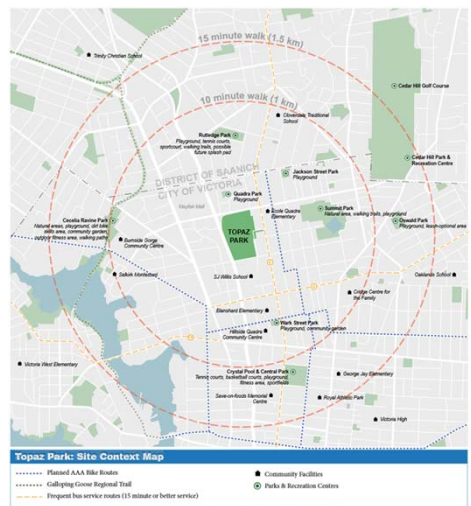 15 minute walk (1.5 km)
Trinity Christian School
Cedar Hill Golf Course
10 minute walk (1 km)
Cloverdale Traditional
School
Rutledge Park
Playground, tennis courts,
sportcourt, walking trails, possible
future splash pad
Cedar Hill Park &
Recreation Centre
Jackson Street Park
Playground
DISTRICT OF SAANICH
CITY OF VICTORIA
Quadra Park
Playground
Mayfair Mall
Summit Park
Natural area, walking trails, playground
École Quadra
Elementary
Cecelia Ravine Park
Natural areas, playground, dirt bike
skills area, community garden,
outdoor fitness area, walking paths
Oswald Park
Playground, leash-optional area
TOPAZ
PARK
Burnside Gorge
Community Centre
Selkirk Montessori
SJ Willis School
Oaklands School
Cridge Centre for
the Family
Blanshard Elementary
Wark Street Park
Playground, community garden
Hillside Quadra
Community Centre
Victoria West Elementary
Crystal Pool & Central Park
Tennis courts, basketball courts, playground,
fitness area, sportfields
George Jay Elementary
Save-on-foods Memorial
Centre
Royal Athletic Park
Victoria High
Topaz Park: Site Context Map
Planned AAA Bike Routes
Community Facilities
Galloping Goose Regional Trail
Parks & Recreation Centres
Frequent bus service routes (15 minute or better service)